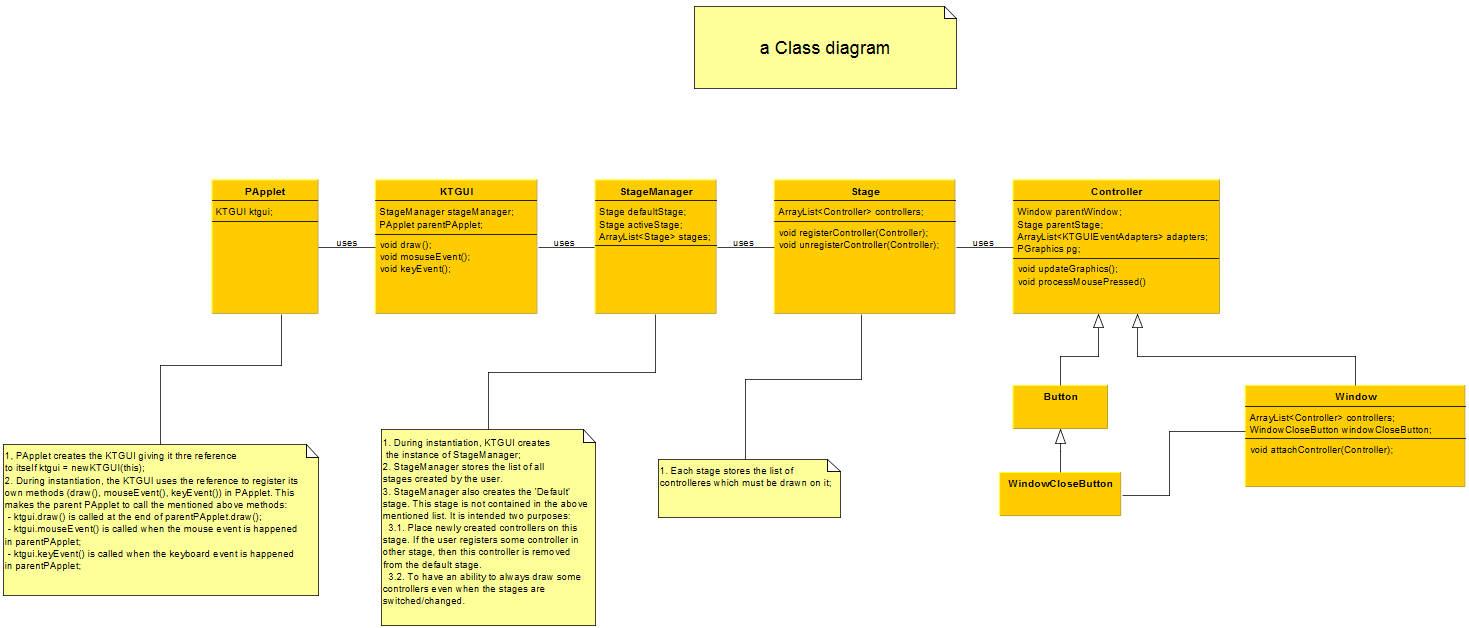 a Class diagram
PApplet
KTGUI ktgui;
uses
KTGUI
StageManager stageManager;
PApplet parentPApplet;
void draw();
void mosuseEvent();
void keyEvent();
uses
StageManager
Stage defaultStage;
Stage activeStage;
ArrayList<Stage> stages;
uses
Stage
ArrayList<Controller> controllers;
void registerController(Controller);
void unregisterController(Controller);
uses
Controller
Window parentWindow;
Stage parentStage;
ArrayList<KTGUIEventAdapters> adapters;
PGraphics pg;
void updateGraphics();
void processMousePressed()
Button
Window
ArrayList<Controller> controllers;
WindowCloseButton windowCloseButton;
void attachController(Controller);
WindowCloseButton
1, PApplet creates the KTGUI giving it thre reference
to itself ktgui = newKTGUI(this);
2. During instantiation, the KTGUI uses the reference to register its
own methods (draw(), mouseEvent(), keyEvent()) in PApplet. This
makes the parent PApplet to call the mentioned above methods:
- ktgui.draw() is called at the end of parentPApplet.draw();
- ktgui.mouseEvent() is called when the mouse event is happened
in parentPApplet;
- ktgui.keyEvent() is called when the keyboard event is happened
in parentPApplet;
1. During instantiation, KTGUI creates
the instance of StageManager;
2. StageManager stores the list of all
stages created by the user.
3. StageManager also creates the 'Default'
stage. This stage is not contained in the above
mentioned list. It is intended two purposes:
3.1. Place newly created controllers on this
stage. If the user registers some controller in
other stage, then this controller is removed
from the default stage.
3.2. To have an ability to always draw some
controllers even when the stages are
switched/changed.
1. Each stage stores the list of
controlleres which must be drawn on it;